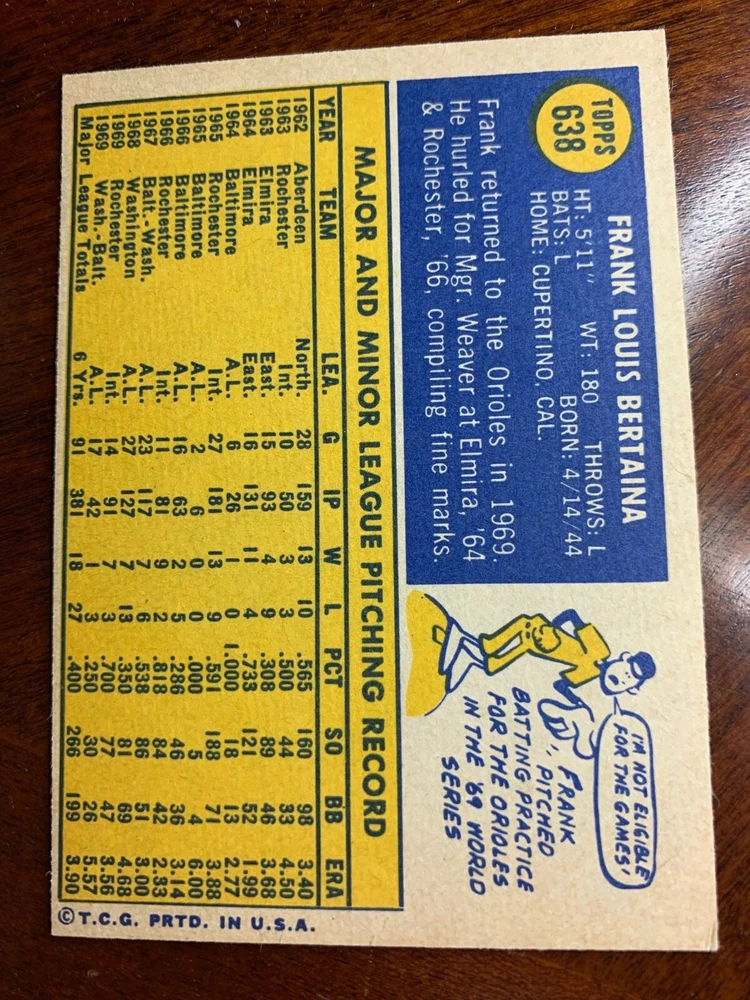 TOPPS
638
FRANK LOUIS BERTAINA
HT: 5'11" WT: 180 THROWS: L
BATS: L BORN: 4/14/44
HOME: CUPERTINO, CAL.
Frank returned to the Orioles in 1969.
He hurled for Mgr. Weaver at Elmira, '64
& Rochester, '66, compiling fine marks.
I'M NOT ELIGIBLE
FOR THE GAMES!
FRANK
PITCHED
BATTING PRACTICE
FOR THE ORIOLES
IN THE '69 WORLD
SERIES
MAJOR AND MINOR LEAGUE PITCHING RECORD
YEAR TEAM LEA. G IP W L PCT SO BB ERA
1962 Aberdeen North. 28 159 13 10 .565 160 98 3.40
1963 Rochester Int. 10 50 3 3 .500 44 33 4.50
1963 Elmira East. 15 93 4 9 .308 89 46 3.68
1964 Elmira East. 16 131 11 4 .733 121 52 1.99
1964 Baltimore A.L. 6 26 1 0 1.000 18 13 2.77
1965 Rochester Int. 27 181 13 9 .591 188 71 3.88
1965 Baltimore A.L. 2 6 0 0 .000 5 4 6.00
1966 Baltimore A.L. 16 63 2 5 .286 46 36 3.14
1966 Rochester Int. 11 81 9 2 .818 84 42 2.33
1967 Balt.-Wash. A.L. 23 117 7 6 .538 86 51 3.00
1968 Washington A.L. 27 127 7 13 .350 81 69 4.68
1969 Rochester Int. 14 91 7 3 .700 77 47 3.56
1969 Wash.-Balt. A.L. 17 42 1 3 .250 30 26 5.57
Major League Totals 6 Yrs. 91 381 18 27 .400 266 199 3.90
©T.C.G. PRTD. IN U.S.A.